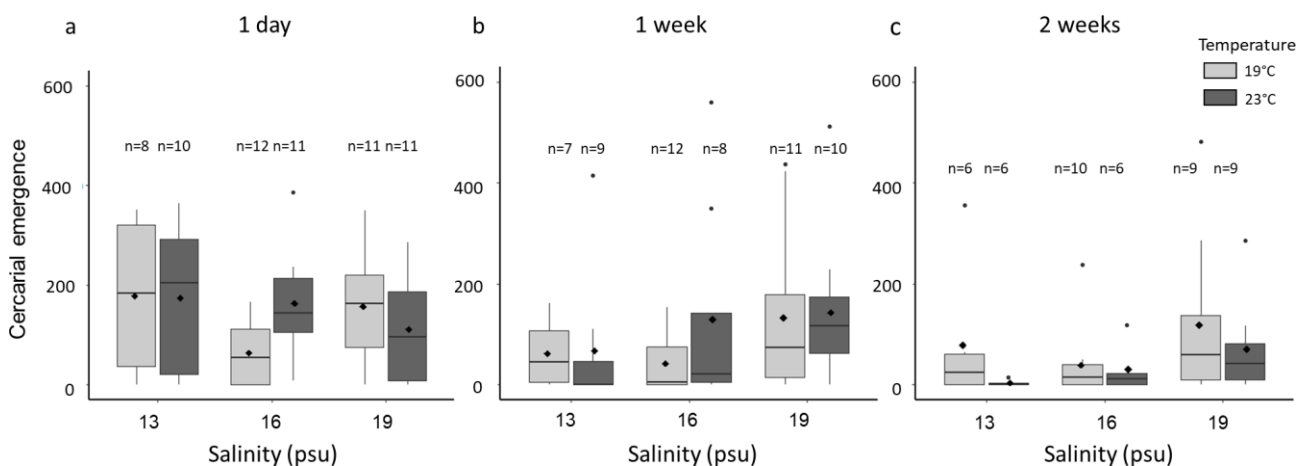 a 1 day
b 1 week
c 2 weeks
Temperature
19°C
23°C
Cercarial emergence
600
400
200
0
n=8 n=10 n=12 n=11 n=11 n=11
13 16 19
Salinity (psu)
600
400
200
0
n=7 n=9 n=12 n=8 n=11 n=10
13 16 19
Salinity (psu)
600
400
200
0
n=6 n=6 n=10 n=6 n=9 n=9
13 16 19
Salinity (psu)